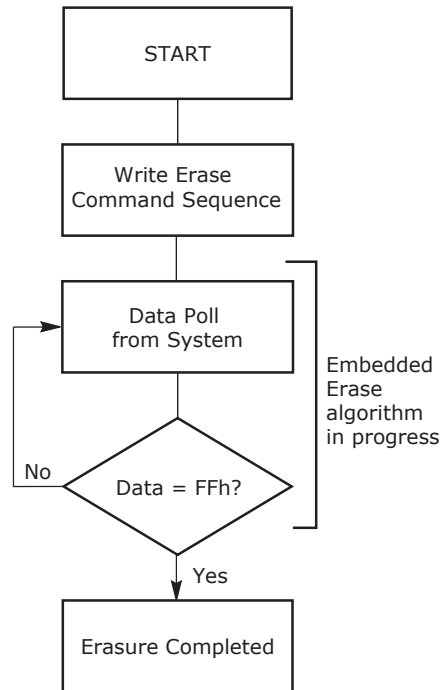 START
Write Erase
Command Sequence
Data Poll
from System
Embedded
Erase
algorithm
in progress
No
Data = FFh?
Yes
Erasure Completed